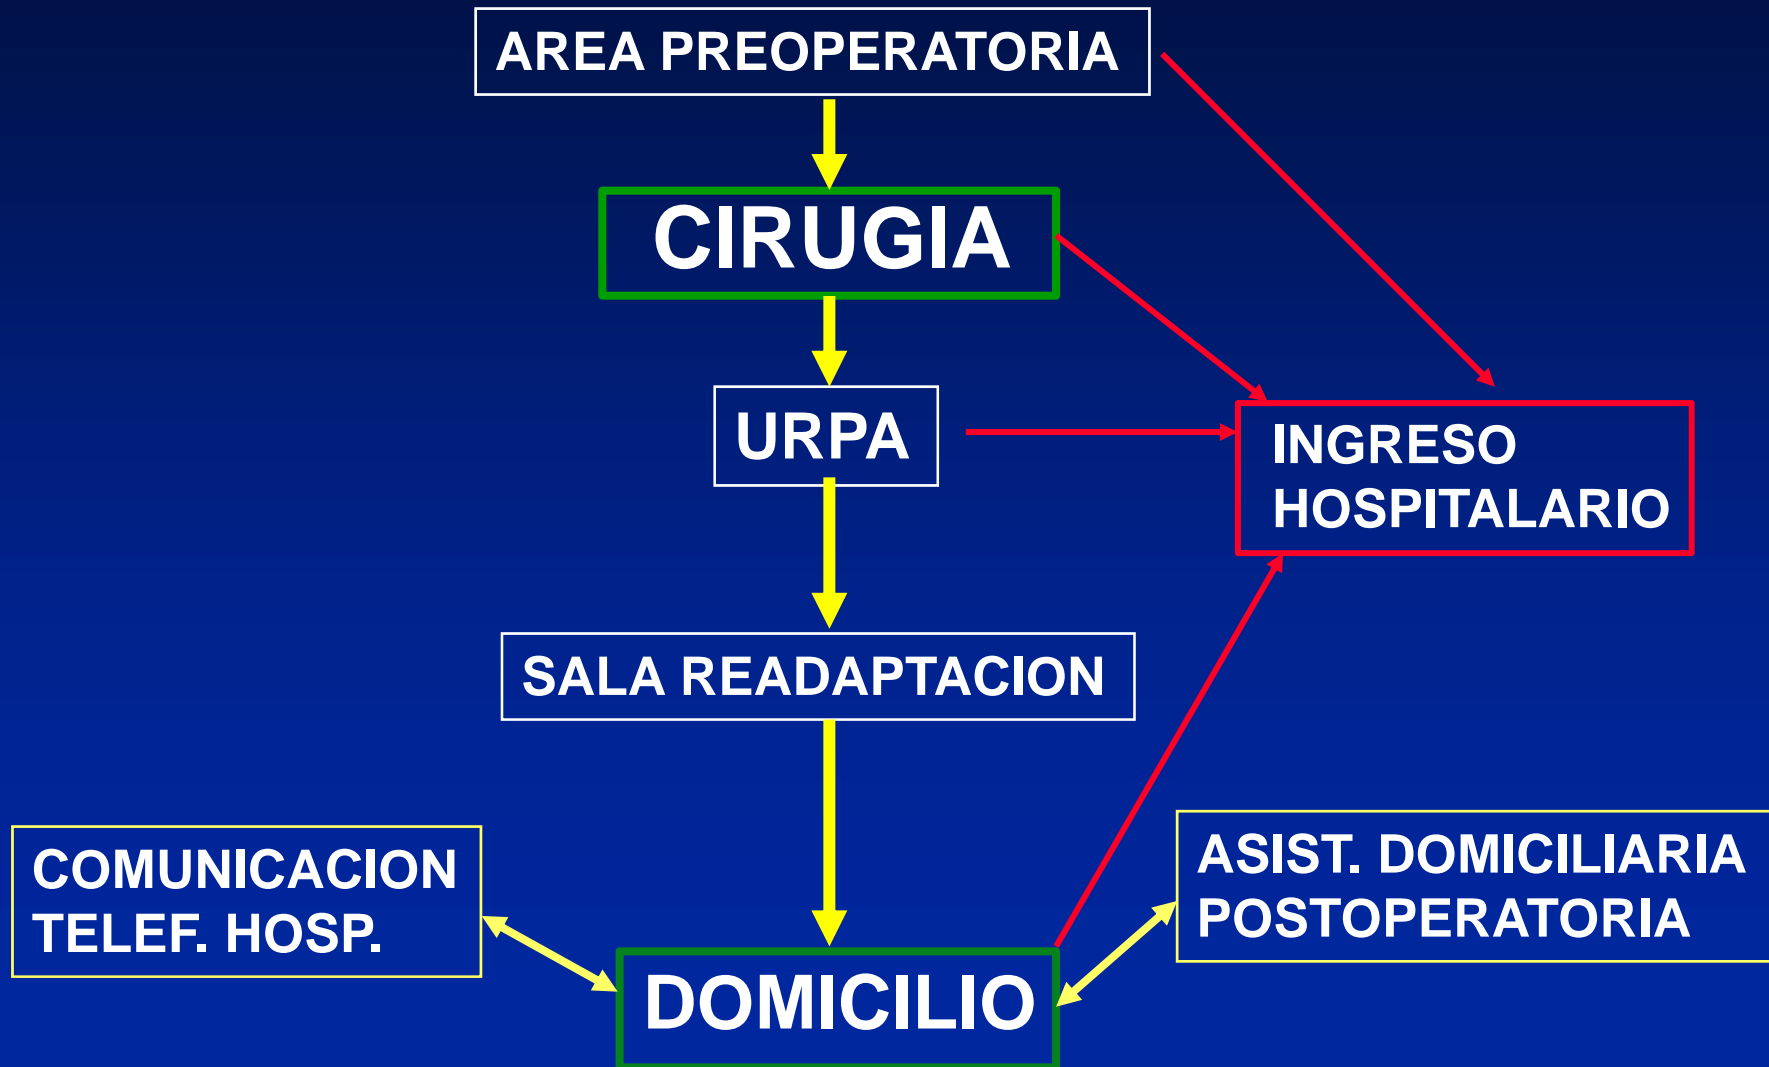 AREA PREOPERATORIA
CIRUGIA
URPA
INGRESO
HOSPITALARIO
SALA READAPTACION
COMUNICACION
TELEF. HOSP.
ASIST. DOMICILIARIA
POSTOPERATORIA
DOMICILIO